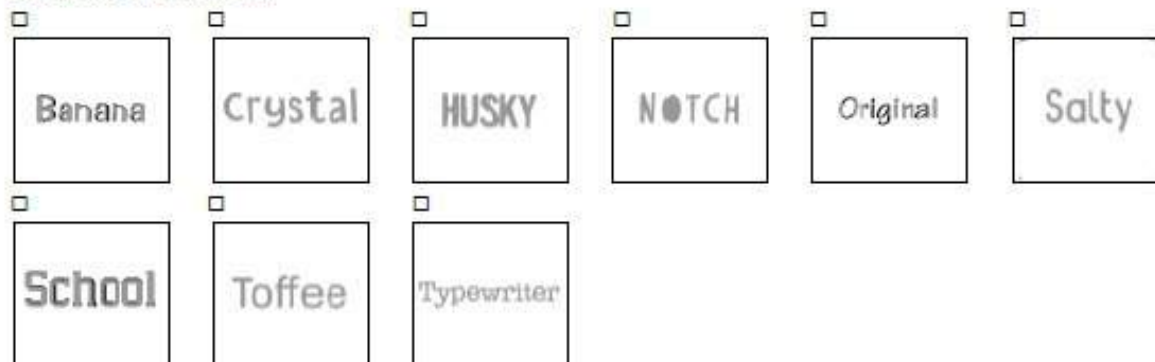 Banana Crystal HUSKY NOTCH Original Salty
School Toffee Typewriter